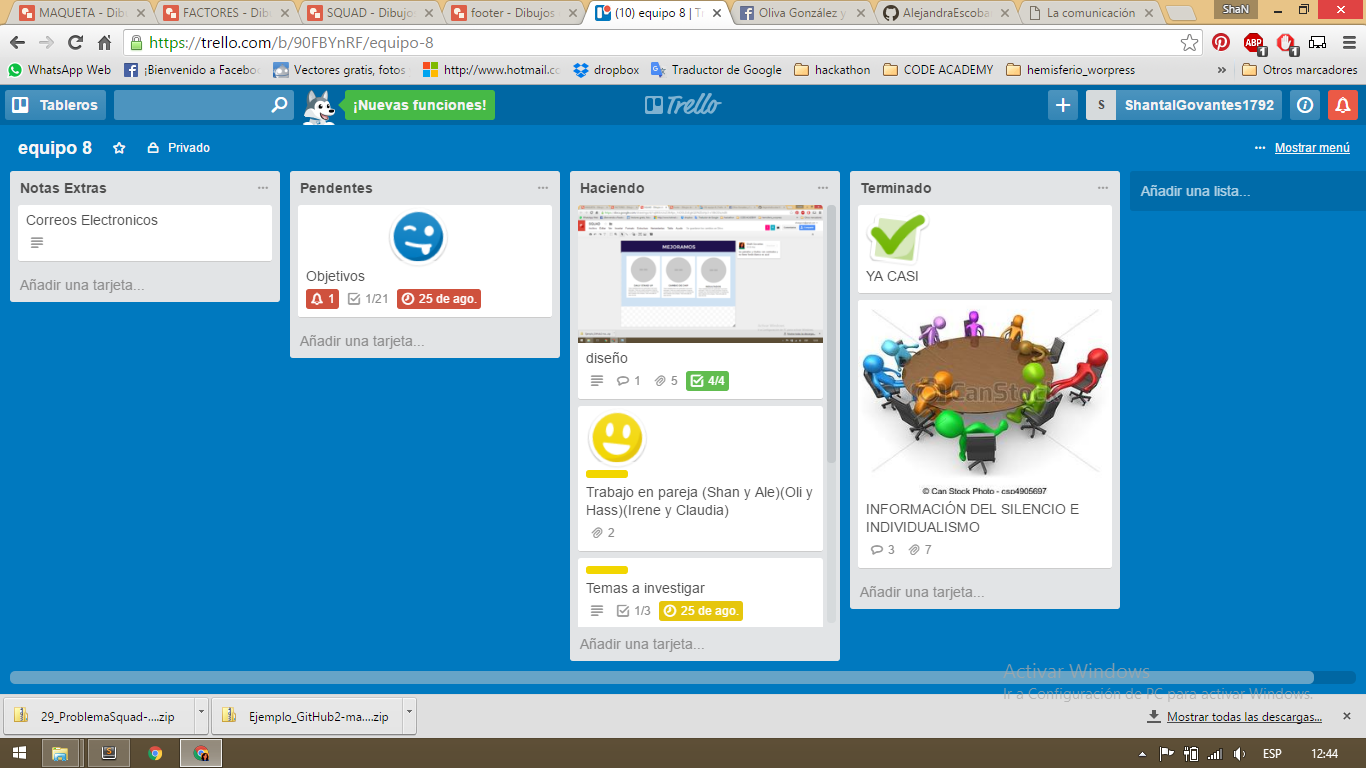 MAQUETA - Dibu
FACTORES - Dibu
SQUAD - Dibujos
footer - Dibujos
(10) equipo 8 | T
Oliva González y
AlejandraEscoba
La comunicación
ShaN
https://trello.com/b/90FBYnRF/equipo-8
ABP
1
1
WhatsApp Web
¡Bienvenido a Facebo
Vectores gratis, fotos
http://www.hotmail.cc
dropbox
Traductor de Google
hackathon
CODE ACADEMY
hemisferio_worpress
»
Otros marcadores
Tableros
¡Nuevas funciones!
Trello
S
ShantalGovantes1792
equipo 8
Privado
Mostrar menú
Notas Extras
Correos Electronicos
Añadir una tarjeta...
Pendentes
Objetivos
1
1/21
25 de ago.
Añadir una tarjeta...
Haciendo
MEJORAMOS
diseño
1
5
4/4
Trabajo en pareja (Shan y Ale)(Oli y
Hass)(Irene y Claudia)
2
Temas a investigar
1/3
25 de ago.
Añadir una tarjeta...
Terminado
YA CASI
CanStock
© Can Stock Photo - csp4905697
INFORMACIÓN DEL SILENCIO E
INDIVIDUALISMO
3
7
Añadir una tarjeta...
Añadir una lista...
Activar Windows
Ir a Configuración de PC para activar Windows.
29_ProblemaSquad-....zip
Ejemplo_GitHub2-ma....zip
Mostrar todas las descargas...
ESP
12:44